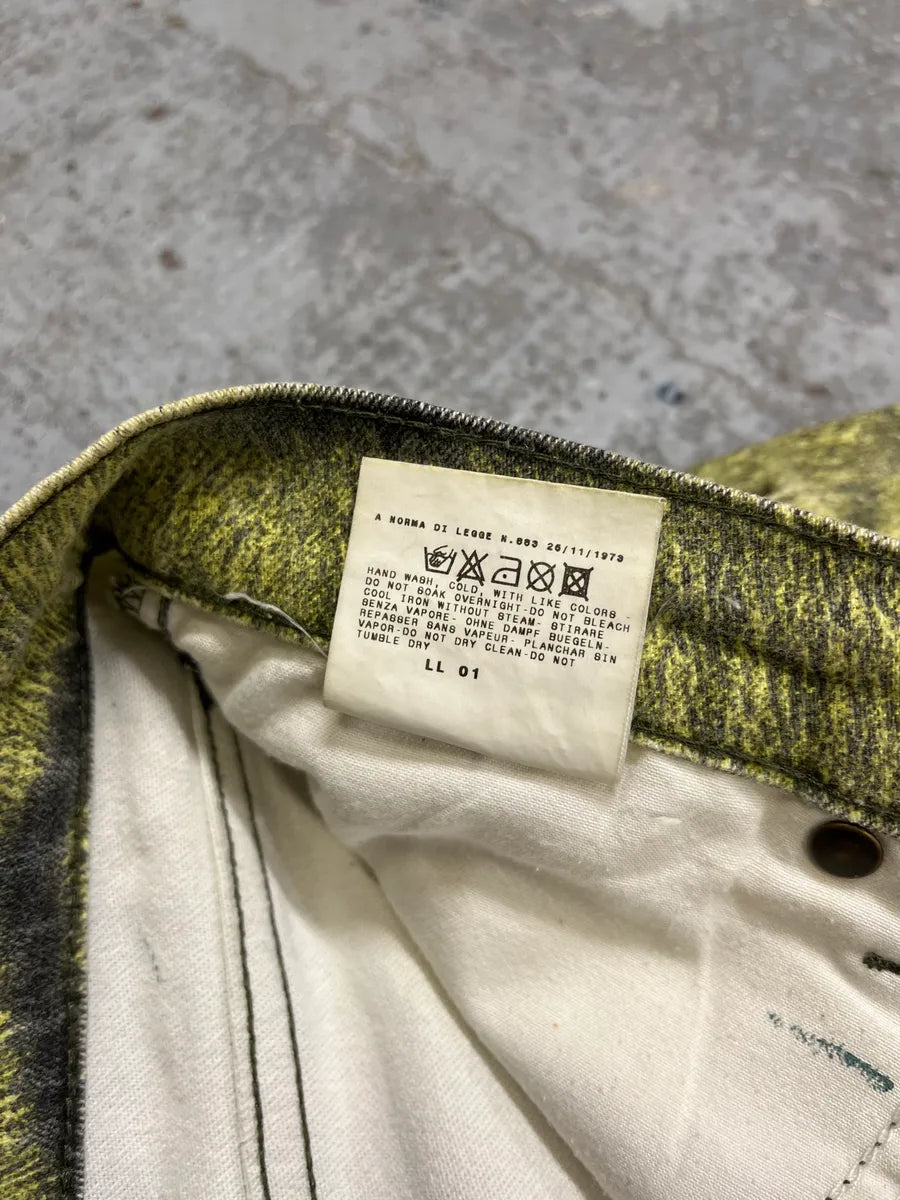 A NORMA DI LEGGE N.883 26/11/1973
HAND WASH, COLD, WITH LIKE COLORS
DO NOT SOAK OVERNIGHT-DO NOT BLEACH
COOL IRON WITHOUT STEAM- STIRARE
SENZA VAPORE- OHNE DAMPF BUEGELN-
REPASSER SANS VAPEUR- PLANCHAR SIN
VAPOR-DO NOT DRY CLEAN-DO NOT
TUMBLE DRY
LL 01